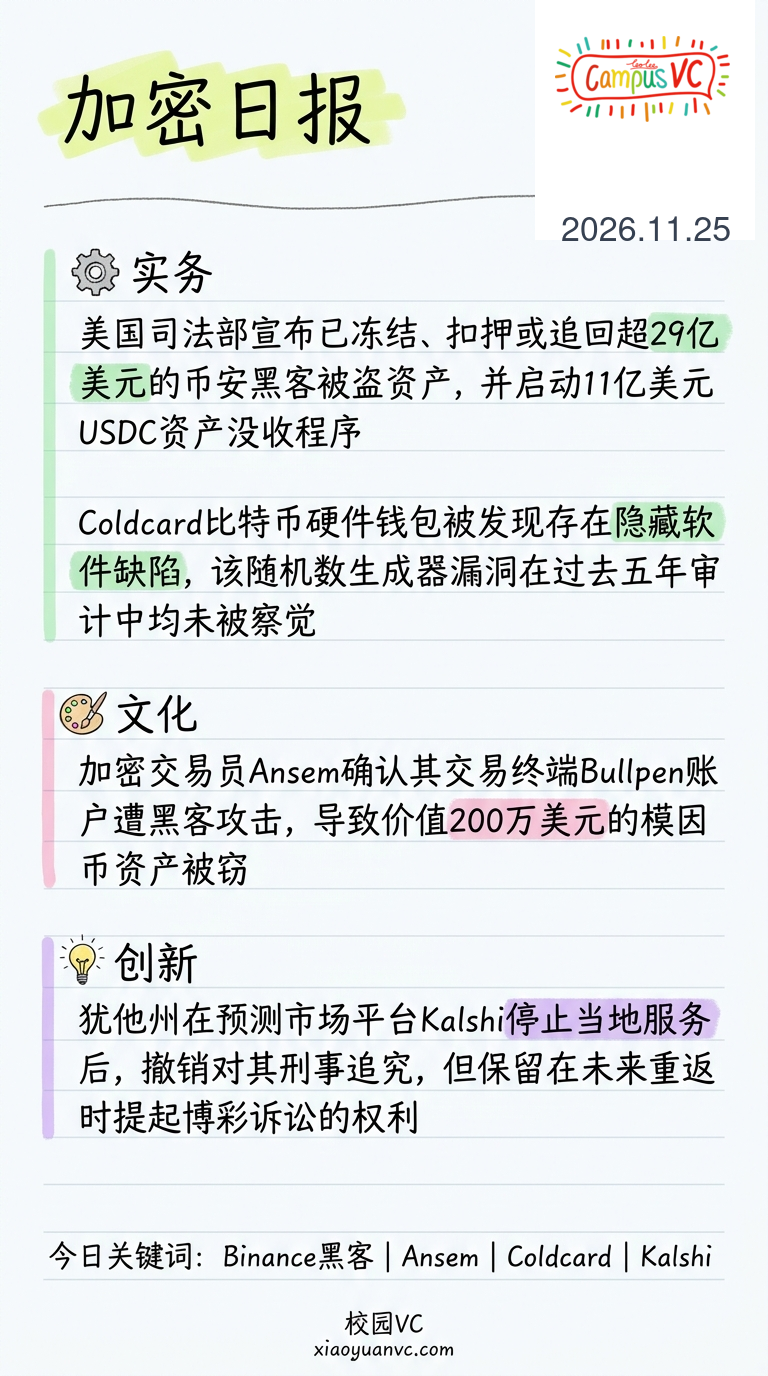 加密日报
leo lee
Campus VC
2026.11.25
实务
美国司法部宣布已冻结、扣押或追回超29亿
美元的币安黑客被盗资产，并启动11亿美元
USDC资产没收程序
Coldcard比特币硬件钱包被发现存在隐藏软
件缺陷，该随机数生成器漏洞在过去五年审
计中均未被察觉
文化
加密交易员Ansem确认其交易终端Bullpen账
户遭黑客攻击，导致价值200万美元的模因
币资产被窃
创新
犹他州在预测市场平台Kalshi停止当地服务
后，撤销对其刑事追究，但保留在未来重返
时提起博彩诉讼的权利
今日关键词：Binance黑客 | Ansem | Coldcard | Kalshi
校园VC
xiaoyuanvc.com